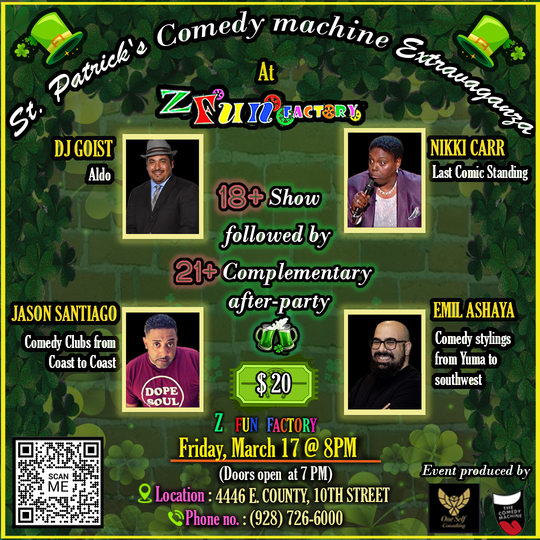 St. Patrick's Comedy machine Extravaganza
At
Z FUN FACTORY
DJ GOIST
Aldo
NIKKI CARR
Last Comic Standing
18+ Show
followed by
21+ Complementary
after-party
JASON SANTIAGO
Comedy Clubs from
Coast to Coast
DOPE
SOUL
EMIL ASHAYA
Comedy stylings
from Yuma to
southwest
$ 20
Z FUN FACTORY
Friday, March 17 @ 8PM
(Doors open at 7 PM)
Location : 4446 E. COUNTY, 10TH STREET
Phone no. : (928) 726-6000
SCAN
ME
Event produced by
One Self
Consulting
THE
COMEDY
MACHINE